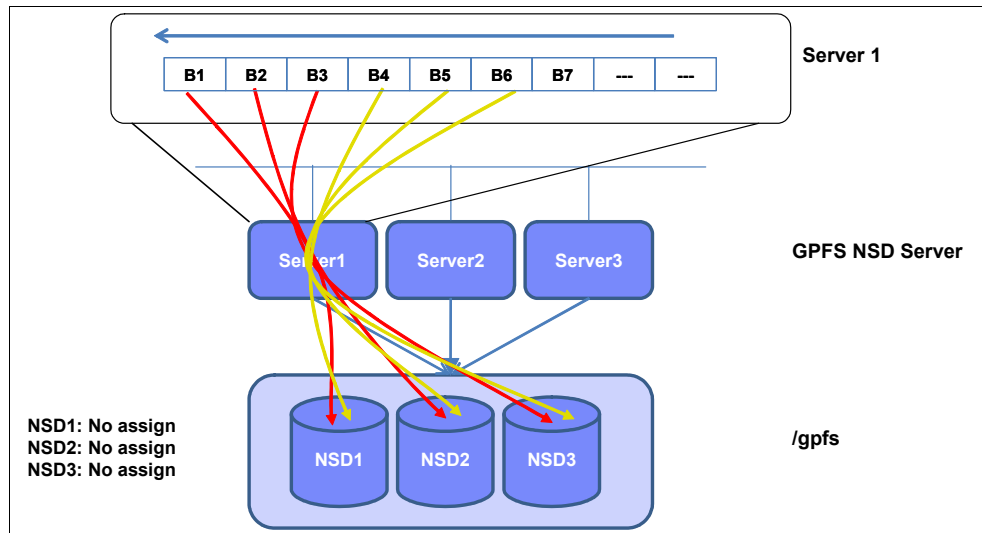 Server 1
B1 B2 B3 B4 B5 B6 B7 --- ---
Server1 Server2 Server3
GPFS NSD Server
NSD1: No assign
NSD2: No assign
NSD3: No assign
NSD1 NSD2 NSD3
/gpfs